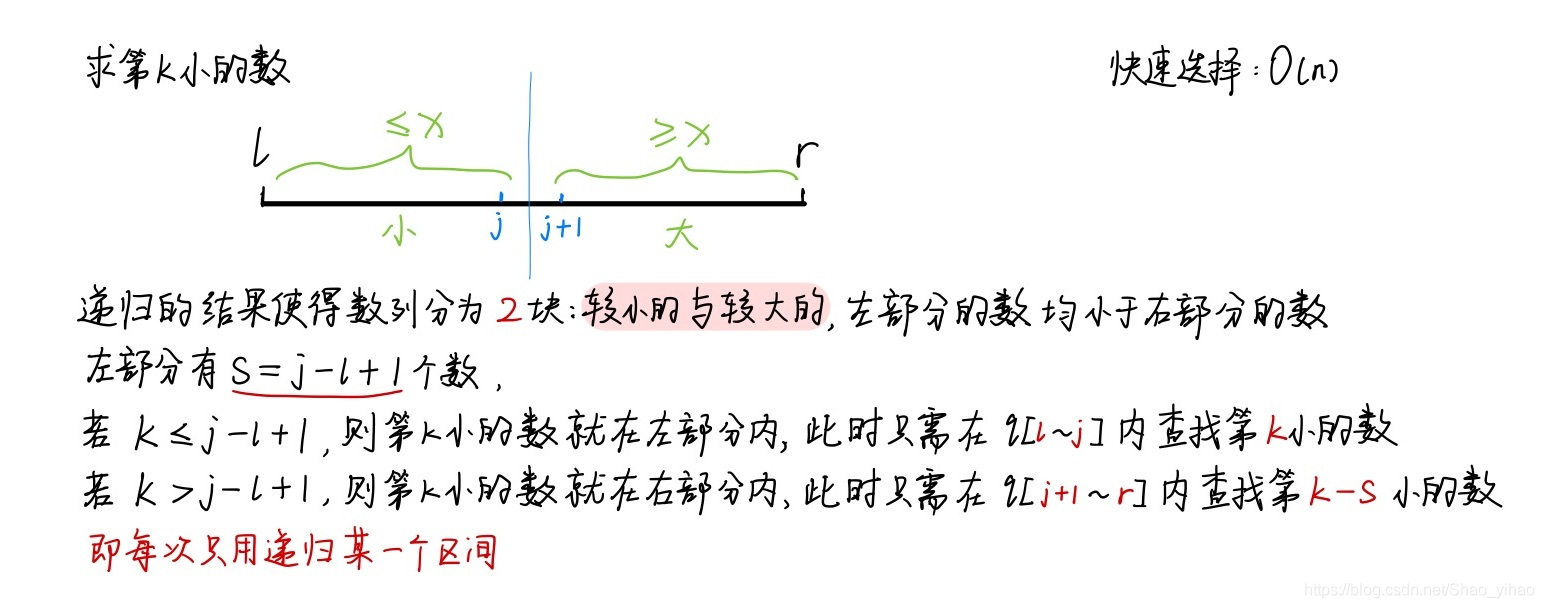 求第k小的数
快速选择:O(n)
≤x
≥x
l
r
小
j
j+1
大
递归的结果使得数列分为2块:较小的与较大的,左部分的数均小于右部分的数
左部分有S=j-l+1个数,
若 k≤j-l+1,则第k小的数就在左部分内,此时只需在 q[l~j]内查找第k小的数
若 k>j-l+1,则第k小的数就在右部分内,此时只需在 q[j+1~r]内查找第k-S 小的数
即每次只用递归某一个区间
https://blog.csdn.net/Shao_yihao